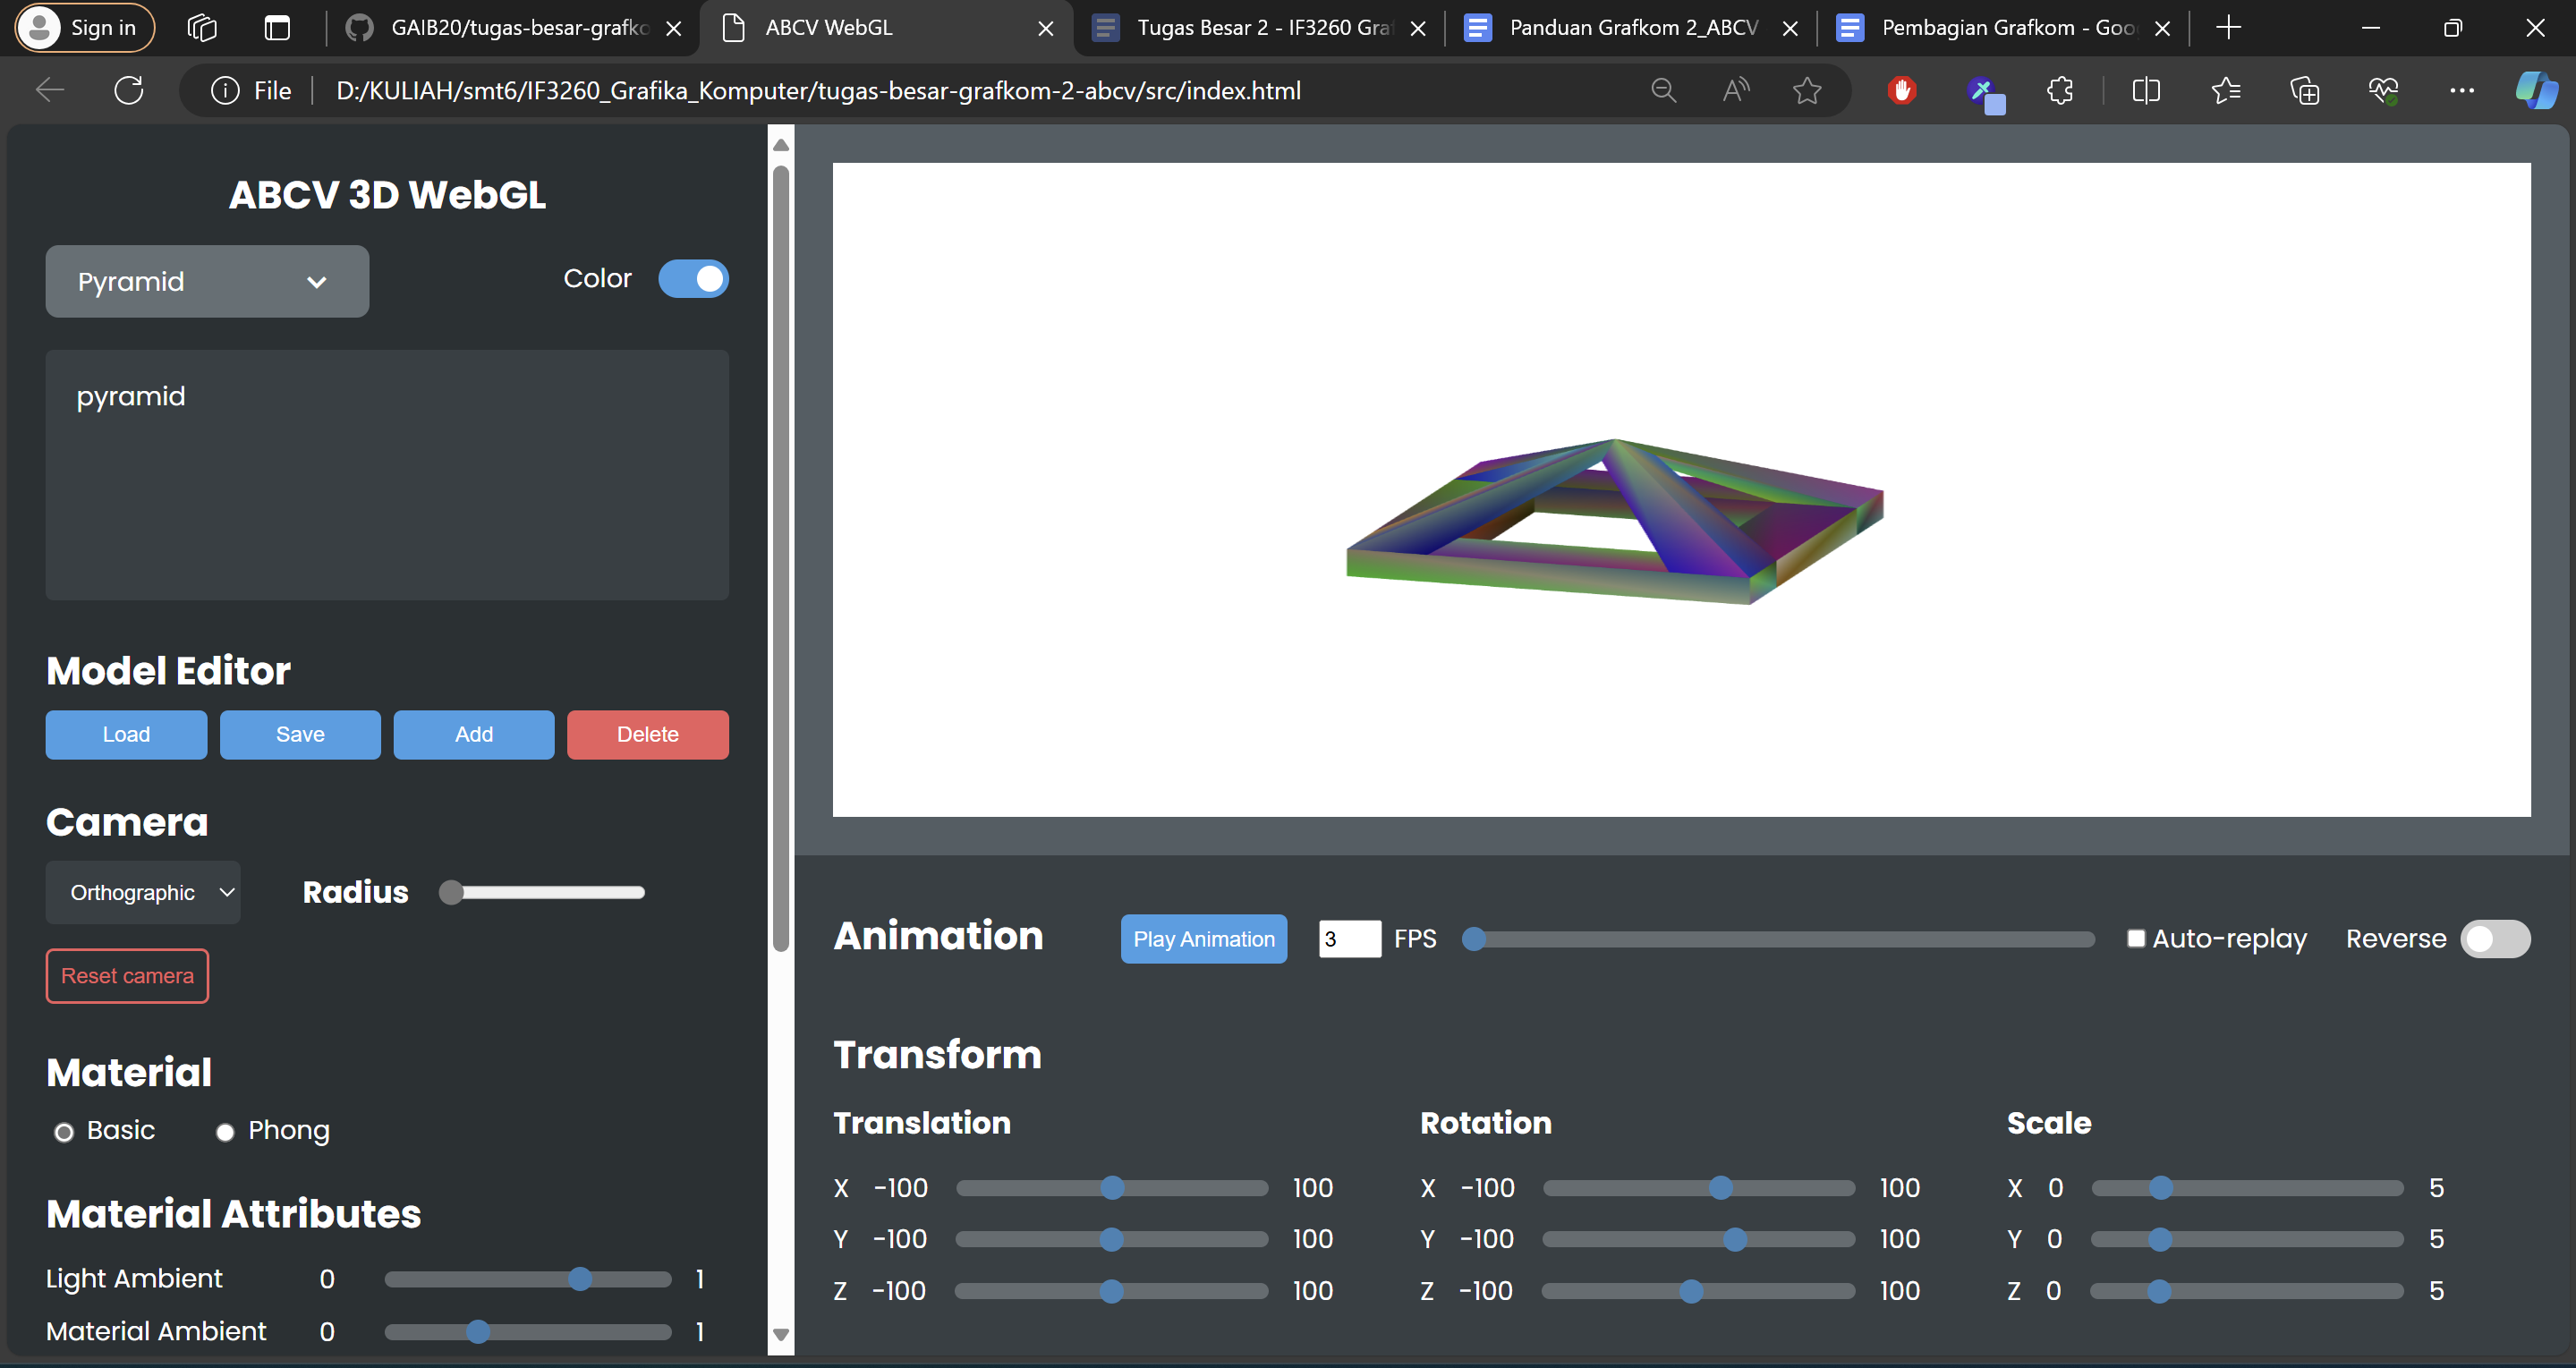 Sign in
GAIB20/tugas-besar-grafko
ABCV WebGL
Tugas Besar 2 - IF3260 Gra
Panduan Grafkom 2_ABCV
Pembagian Grafkom - Goo
File
D:/KULIAH/smt6/IF3260_Grafika_Komputer/tugas-besar-grafkom-2-abcv/src/index.html
ABCV 3D WebGL
Pyramid
Color
pyramid
Model Editor
Load Save Add Delete
Camera
Orthographic Radius
Reset camera
Material
Basic Phong
Material Attributes
Light Ambient 0 1
Material Ambient 0 1
Animation Play Animation 3 FPS Auto-replay Reverse
Transform
Translation
X -100 100
Y -100 100
Z -100 100
Rotation
X -100 100
Y -100 100
Z -100 100
Scale
X 0 5
Y 0 5
Z 0 5